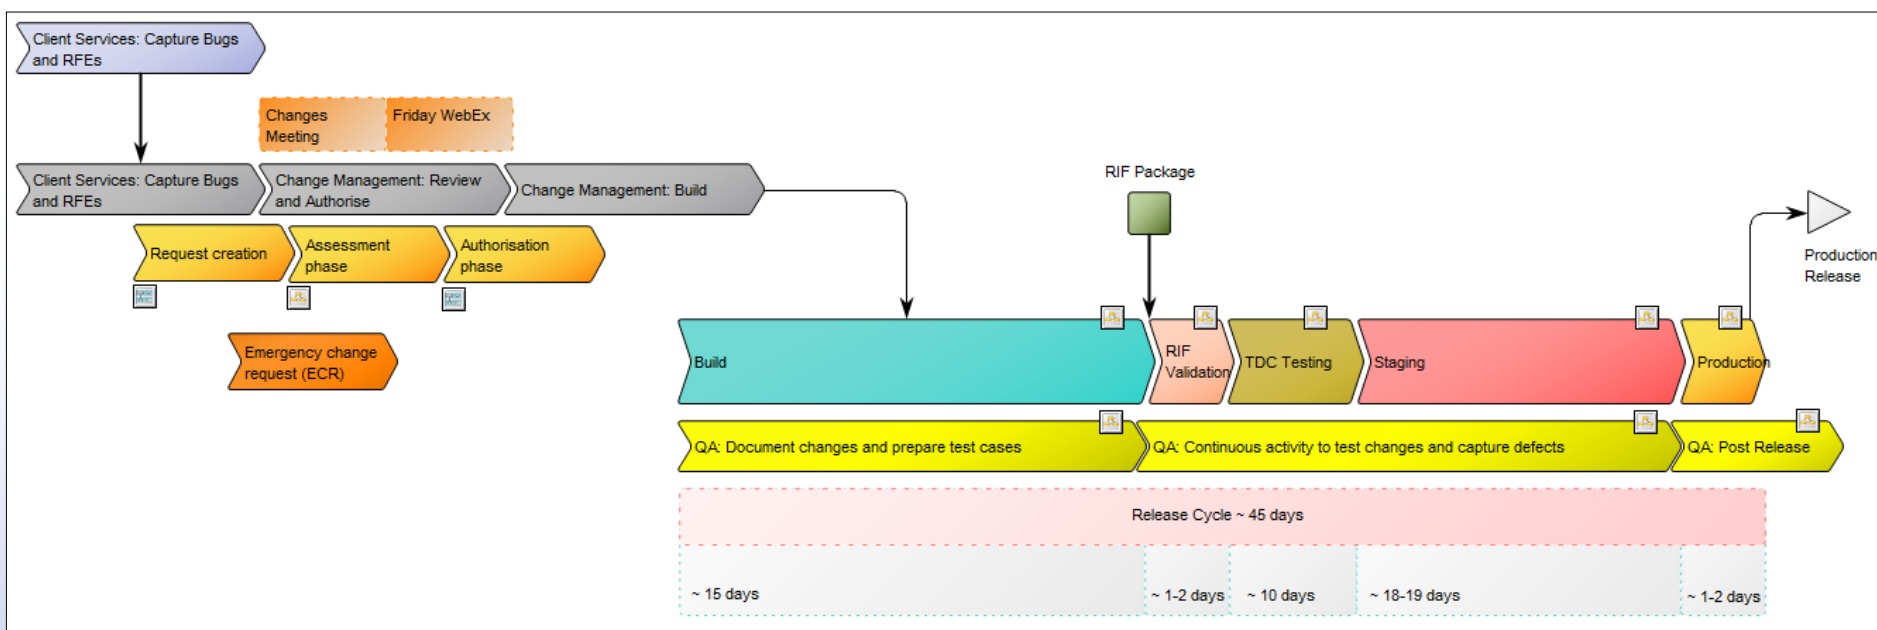 Client Services: Capture Bugs
and RFEs
Changes
Meeting
Friday WebEx
Client Services: Capture Bugs
and RFEs
Change Management: Review
and Authorise
Change Management: Build
RIF Package
Request creation
Assessment
phase
Authorisation
phase
Production
Release
Emergency change
request (ECR)
Build
RIF
Validation
TDC Testing
Staging
Production
QA: Document changes and prepare test cases
QA: Continuous activity to test changes and capture defects
QA: Post Release
Release Cycle ~ 45 days
~ 15 days
~ 1-2 days
~ 10 days
~ 18-19 days
~ 1-2 days